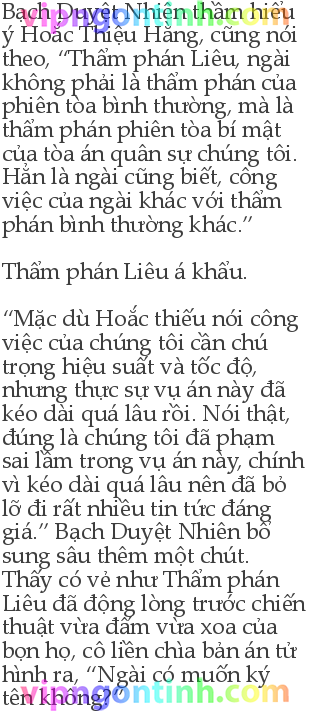 Bạch Duyệt Nhiên thầm hiểu
ý Hoắc Thiệu Hằng, cũng nói
theo, “Thẩm phán Liêu, ngài
không phải là thẩm phán của
phiên tòa bình thường, mà là
thẩm phán phiên tòa bí mật
của tòa án quân sự chúng tôi.
Hẳn là ngài cũng biết, công
việc của ngài khác với thẩm
phán bình thường khác.”
Thẩm phán Liêu á khẩu.
“Mặc dù Hoắc thiếu nói công
việc của chúng tôi cần chú
trọng hiệu suất và tốc độ,
nhưng thực sự vụ án này đã
kéo dài quá lâu rồi. Nói thật,
đúng là chúng tôi đã phạm
sai lầm trong vụ án này, chính
vì kéo dài quá lâu nên đã bỏ
lỡ đi rất nhiều tin tức đáng
giá.” Bạch Duyệt Nhiên bổ
sung sâu thêm một chút.
Thấy có vẻ như Thẩm phán
Liêu đã động lòng trước chiến
thuật vừa đấm vừa xoa của
bọn họ, cô liền chìa bản án tử
hình ra, “Ngài có muốn ký
tên không?”
vipngontinh.com
vipngontinh.com